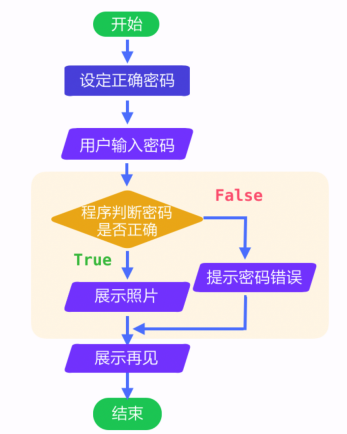 开始
设定正确密码
用户输入密码
程序判断密码
是否正确
False
True
提示密码错误
展示照片
展示再见
结束